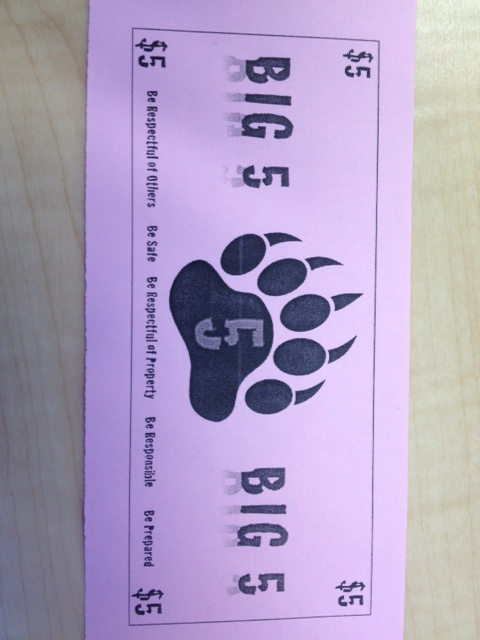 $5 $5
BIG 5 5 BIG 5
$5 Be Respectful of Others Be Safe Be Respectful of Property Be Responsible Be Prepared $5